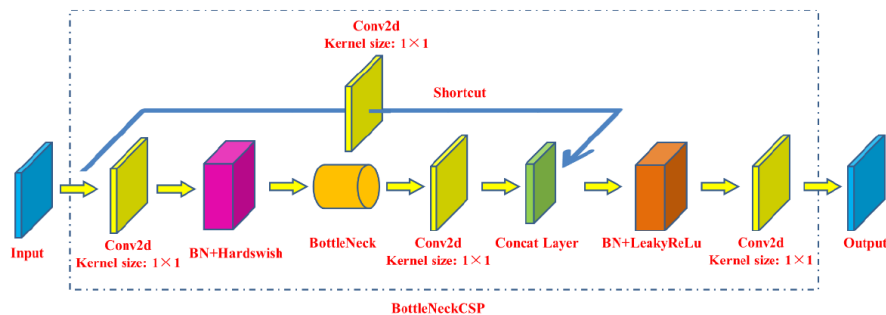 Conv2d
Kernel size: 1×1
Shortcut
Input
Conv2d
Kernel size: 1×1
BN+Hardswish
BottleNeck
Conv2d
Kernel size: 1×1
Concat Layer
BN+LeakyReLu
Conv2d
Kernel size: 1×1
Output
BottleNeckCSP